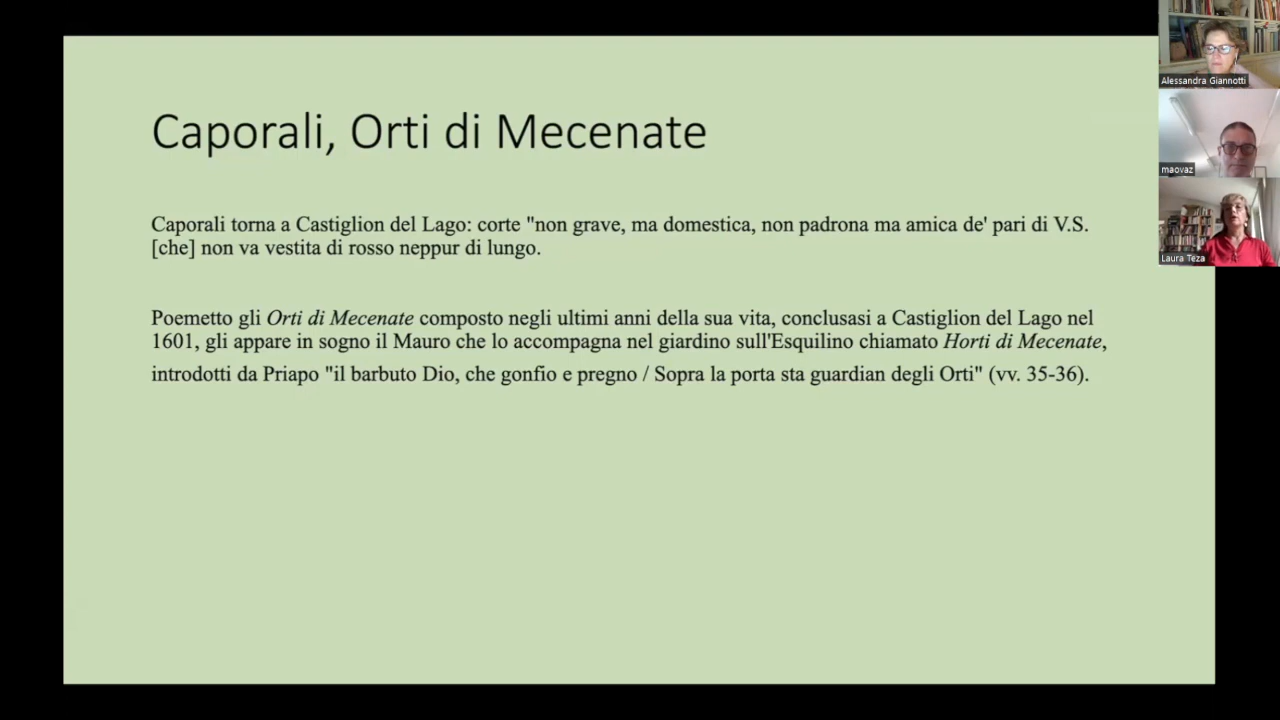 Caporali, Orti di Mecenate
Caporali torna a Castiglion del Lago: corte "non grave, ma domestica, non padrona ma amica de' pari di V.S.
[che] non va vestita di rosso neppur di lungo.
Poemetto gli Orti di Mecenate composto negli ultimi anni della sua vita, conclusasi a Castiglion del Lago nel
1601, gli appare in sogno il Mauro che lo accompagna nel giardino sull'Esquilino chiamato Horti di Mecenate,
introdotti da Priapo "il barbuto Dio, che gonfio e pregno / Sopra la porta sta guardian degli Orti" (vv. 35-36).
Alessandra Giannotti
maovaz
Laura Teza